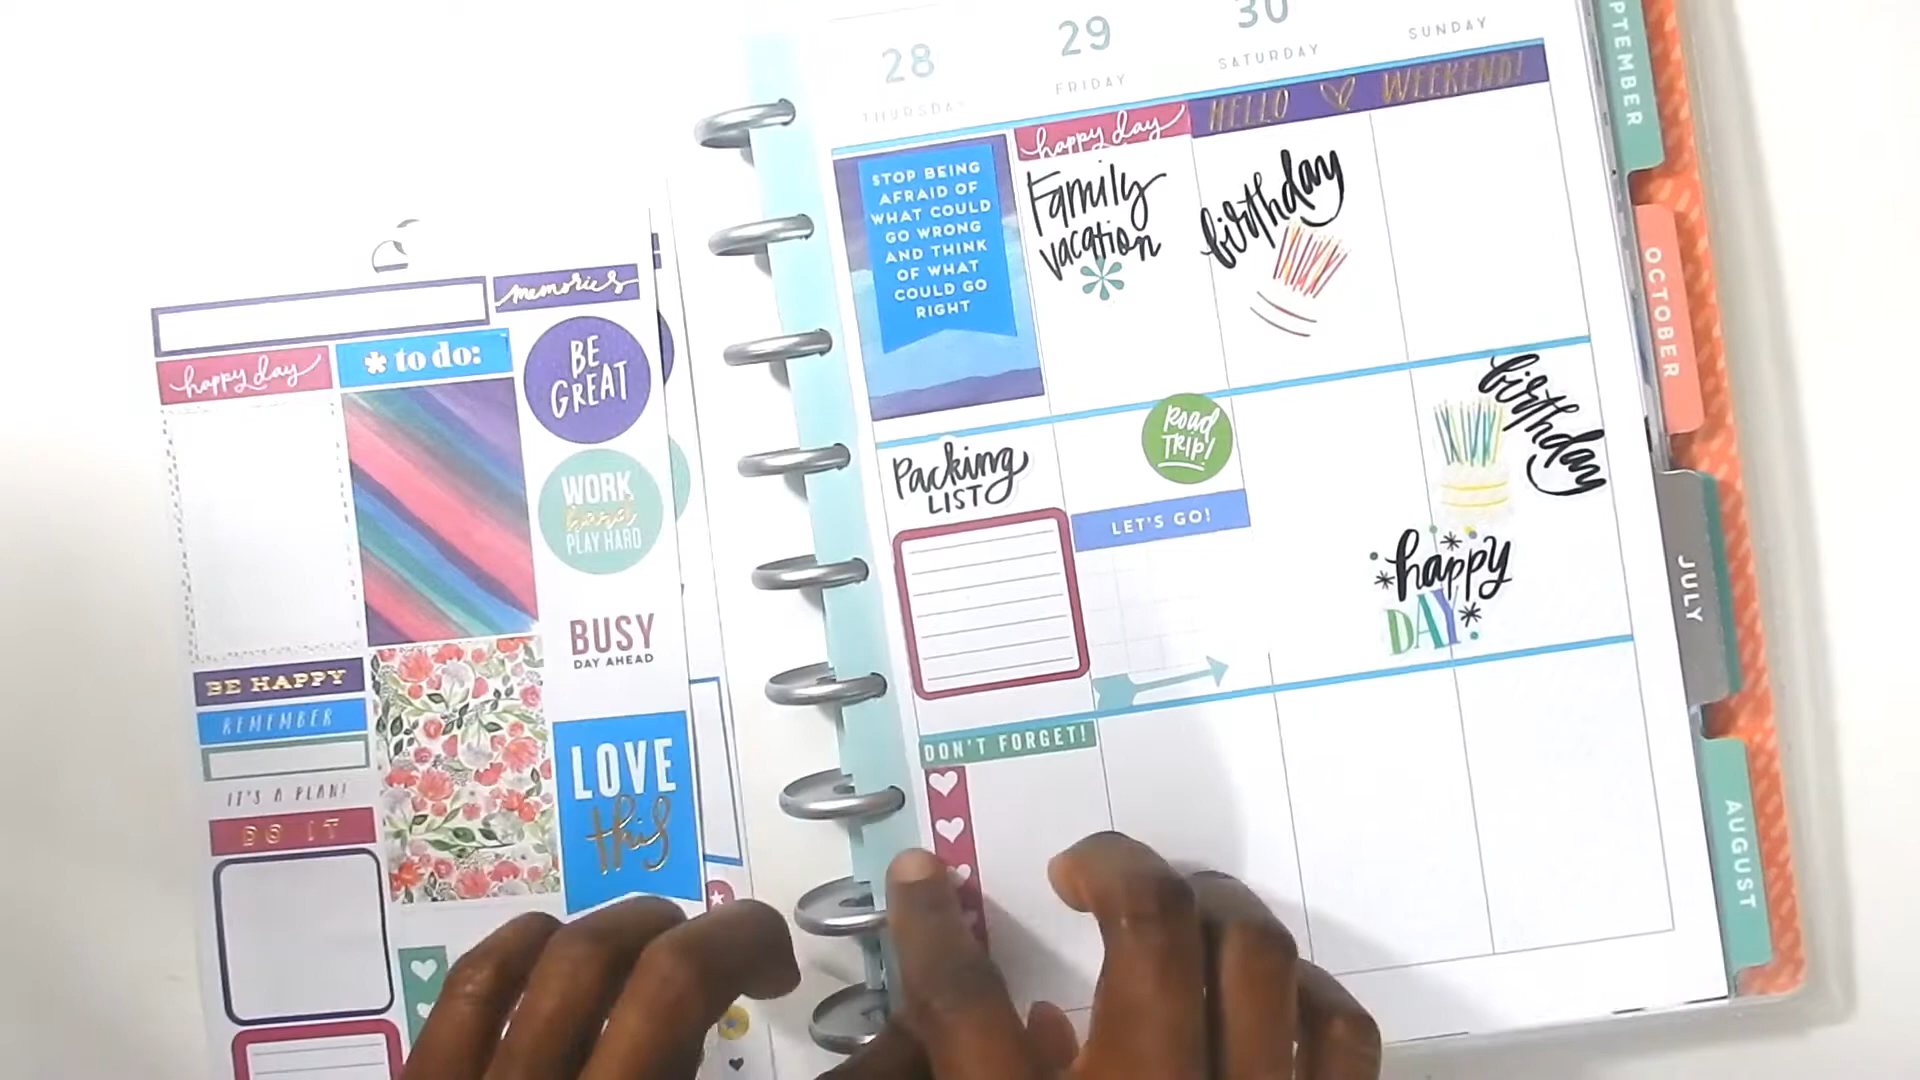 28
29
30
THURSDAY
FRIDAY
SATURDAY
SUNDAY
happy day
HELLO WEEKEND!
STOP BEING
AFRAID OF
WHAT COULD
GO WRONG
AND THINK
OF WHAT
COULD GO
RIGHT
Family
vacation
birthday
Packing
LIST
ROAD
TRIP!
LET'S GO!
birthday
happy
DAY.
DON'T FORGET!
memories
happy day
* to do:
BE
GREAT
WORK
hard
PLAY HARD
BUSY
DAY AHEAD
BE HAPPY
REMEMBER
IT'S A PLAN!
DO IT
LOVE
this
OCTOBER
JULY
AUGUST